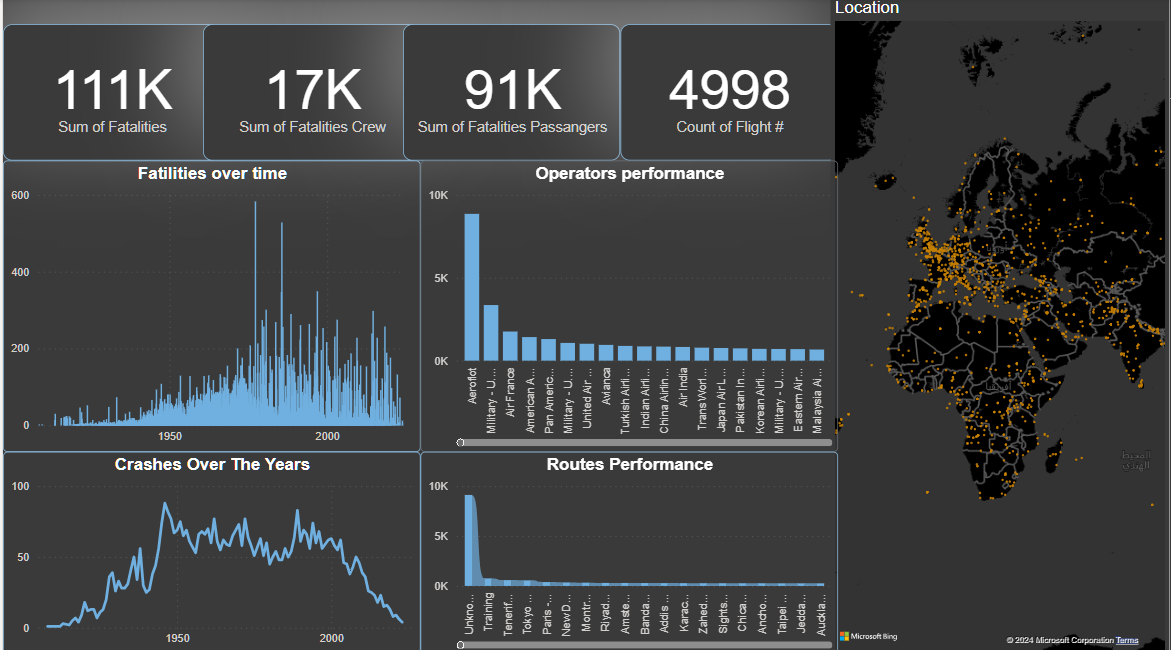 Location
111K
Sum of Fatalities
17K
Sum of Fatalities Crew
91K
Sum of Fatalities Passangers
4998
Count of Flight #
Fatilities over time
600
400
200
0
1950
2000
Operators performance
10K
5K
0K
Aeroflot
Military - U...
Air France
American A...
Pan Americ...
Military - U...
United Air ...
Avianca
Turkish Airli...
Indian Airli...
China Airlin...
Air India
Trans Worl...
Japan Air L...
Pakistan In...
Korean Airli...
Military - U...
Eastern Air...
Malaysia Ai...
Crashes Over The Years
100
50
0
1950
2000
Routes Performance
10K
5K
0K
Unkno...
Training
Tenerif...
Tokyo ...
Paris -...
New D...
Montr...
Riyad...
Amste...
Banda...
Addis ...
Karac...
Zahed...
Sights...
Chica...
Ancho...
Taipei ...
Jedda...
Auckla...
المحيط
الهندي
Microsoft Bing
© 2024 Microsoft Corporation Terms